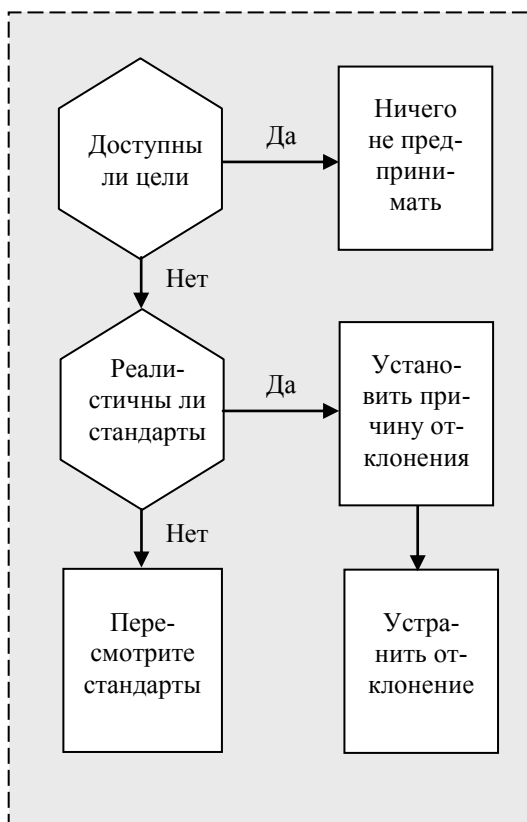 Доступны
ли цели
Да
Ничего
не пред-
прини-
мать
Нет
Реали-
стичны ли
стандарты
Да
Устано-
вить при-
чину от-
клонения
Нет
Пере-
смотрите
стандарты
Устра-
нить от-
клонение